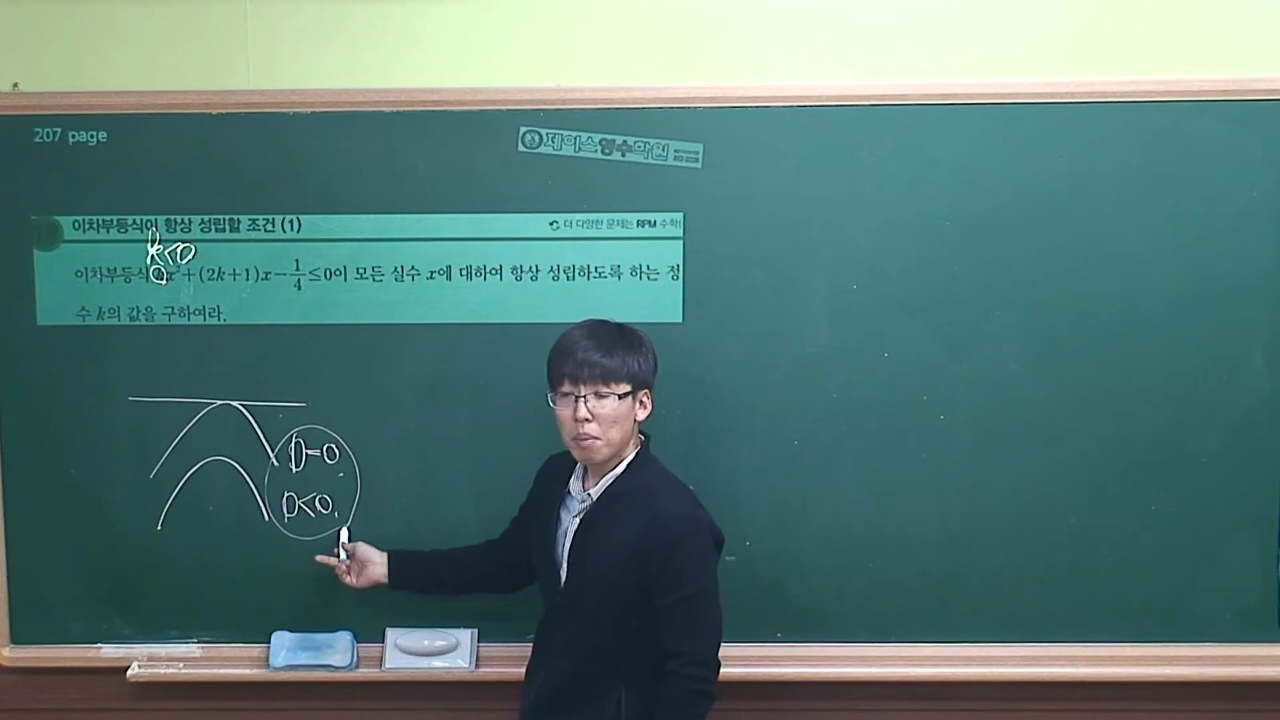 207 page
제이스영수학원
이차부등식이 항상 성립할 조건 (1)
더 다양한 문제는 RPM 수학(
k<0
이차부등식 kx²+(2k+1)x-1/4≤0이 모든 실수 x에 대하여 항상 성립하도록 하는 정
수 k의 값을 구하여라.
D=0
D<0